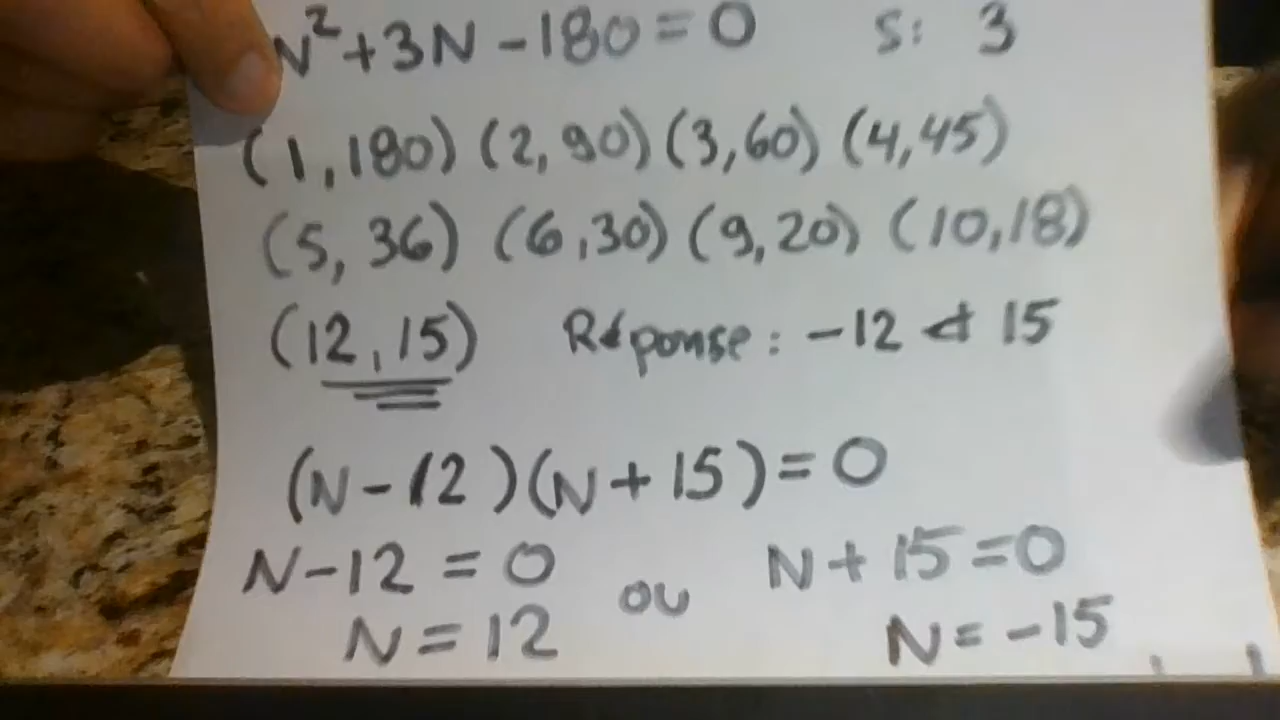 N²+3N-180=0 S: 3
(1,180) (2,90) (3,60) (4,45)
(5,36) (6,30) (9,20) (10,18)
(12,15) Réponse: -12 et 15
(N-12)(N+15)=0
N-12=0 ou N+15=0
N=12 N=-15